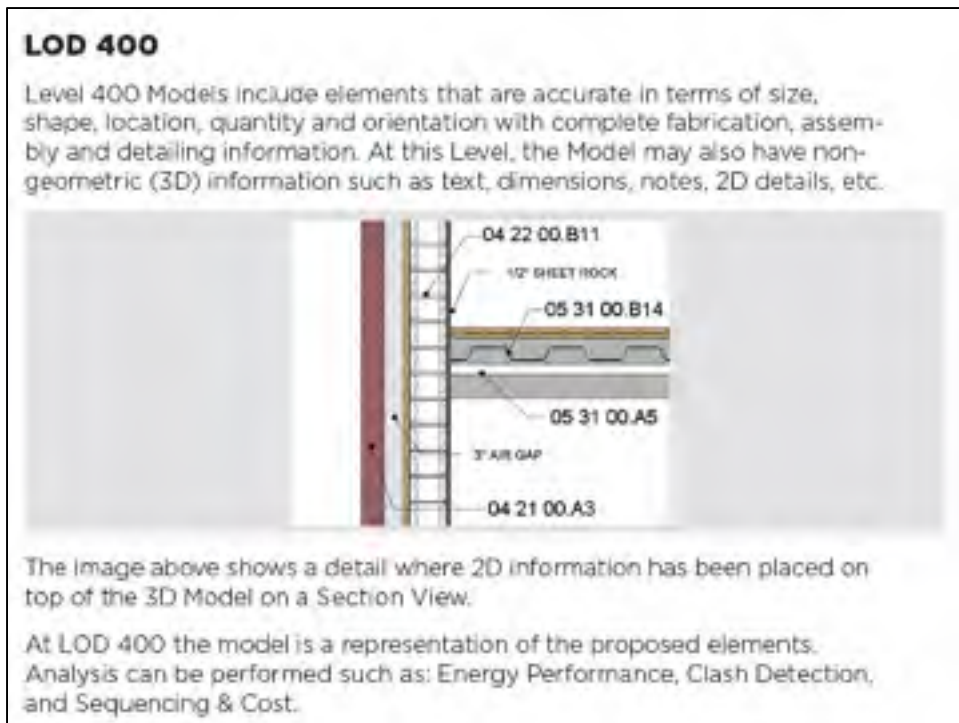 LOD 400
Level 400 Models include elements that are accurate in terms of size,
shape, location, quantity and orientation with complete fabrication, assem-
bly and detailing information. At this Level, the Model may also have non-
geometric (3D) information such as text, dimensions, notes, 2D details, etc.
04 22 00.B11
1/2" SHEET ROCK
05 31 00.B14
05 31 00.A5
3" AIR GAP
04 21 00.A3
The image above shows a detail where 2D information has been placed on
top of the 3D Model on a Section View.
At LOD 400 the model is a representation of the proposed elements.
Analysis can be performed such as: Energy Performance, Clash Detection,
and Sequencing & Cost.